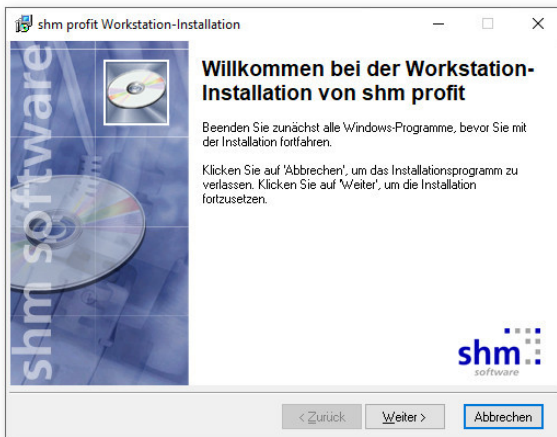 shm profit Workstation-Installation
shm software
Willkommen bei der Workstation-
Installation von shm profit
Beenden Sie zunächst alle Windows-Programme, bevor Sie mit
der Installation fortfahren.
Klicken Sie auf 'Abbrechen', um das Installationsprogramm zu
verlassen. Klicken Sie auf 'Weiter', um die Installation
fortzusetzen.
shm
software
< Zurück
Weiter >
Abbrechen